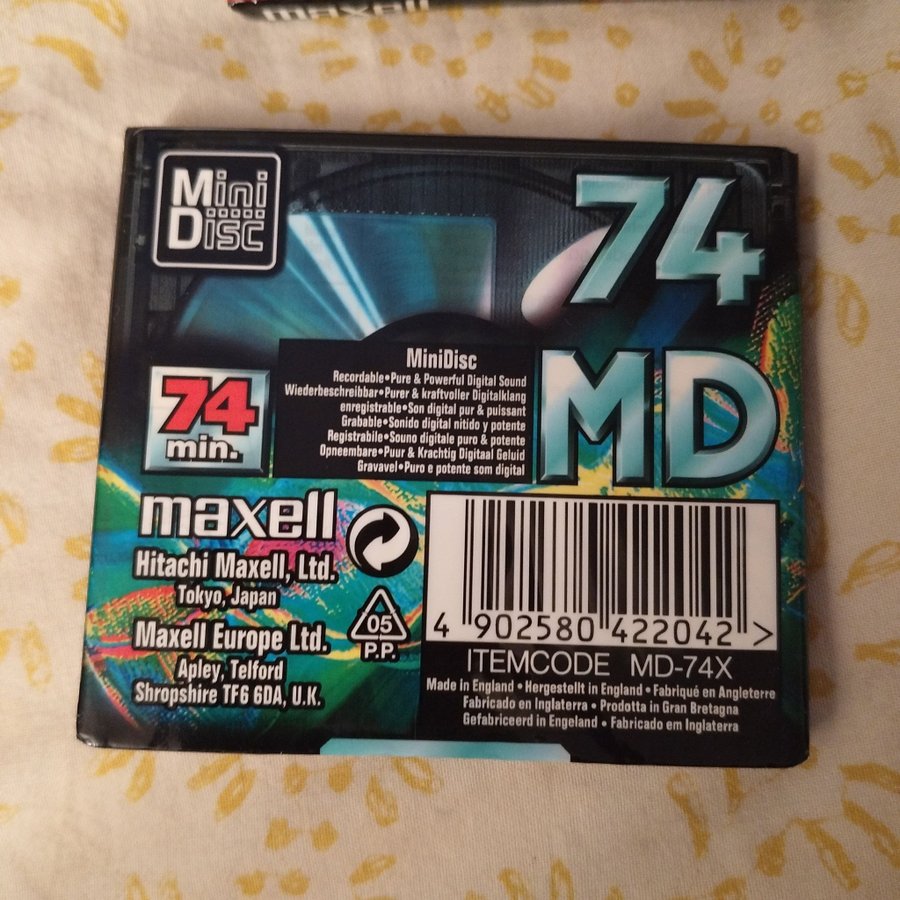 maxell
Mini
Disc
74
MD
74
min.
MiniDisc
Recordable•Pure & Powerful Digital Sound
Wiederbeschreibbar•Purer & kraftvoller Digitalklang
enregistrable•Son digital pur & puissant
Grabable•Sonido digital nitido y potente
Registrabile•Souno digitale puro & potente
Opneembare•Puur & Krachtig Digitaal Geluid
Gravavel•Puro e potente som digital
maxell
Hitachi Maxell, Ltd.
Tokyo, Japan
Maxell Europe Ltd.
Apley, Telford
Shropshire TF6 6DA, U.K.
05
P.P.
4 902580 422042 >
ITEMCODE MD-74X
Made in England • Hergestellt in England • Fabriqué en Angleterre
Fabricado en Inglaterra • Prodotta in Gran Bretagna
Gefabriceerd in Engeland • Fabricado em Inglaterra